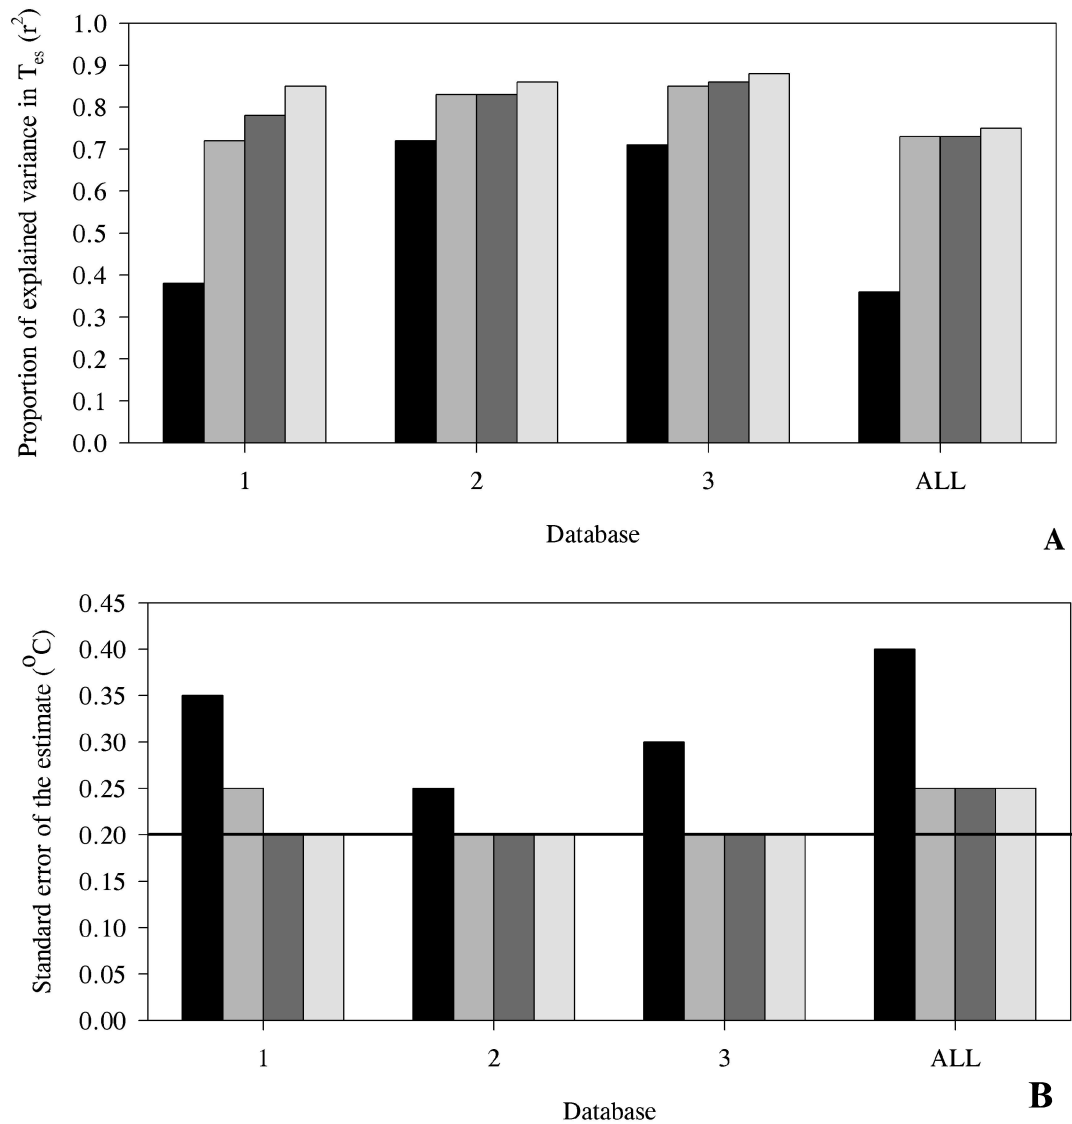 Proportion of explained variance in Tes (r2)
1.0
0.9
0.8
0.7
0.6
0.5
0.4
0.3
0.2
0.1
0.0
1 2 3 ALL
Database
A
Standard error of the estimate (oC)
0.45
0.40
0.35
0.30
0.25
0.20
0.15
0.10
0.05
0.00
1 2 3 ALL
Database
B